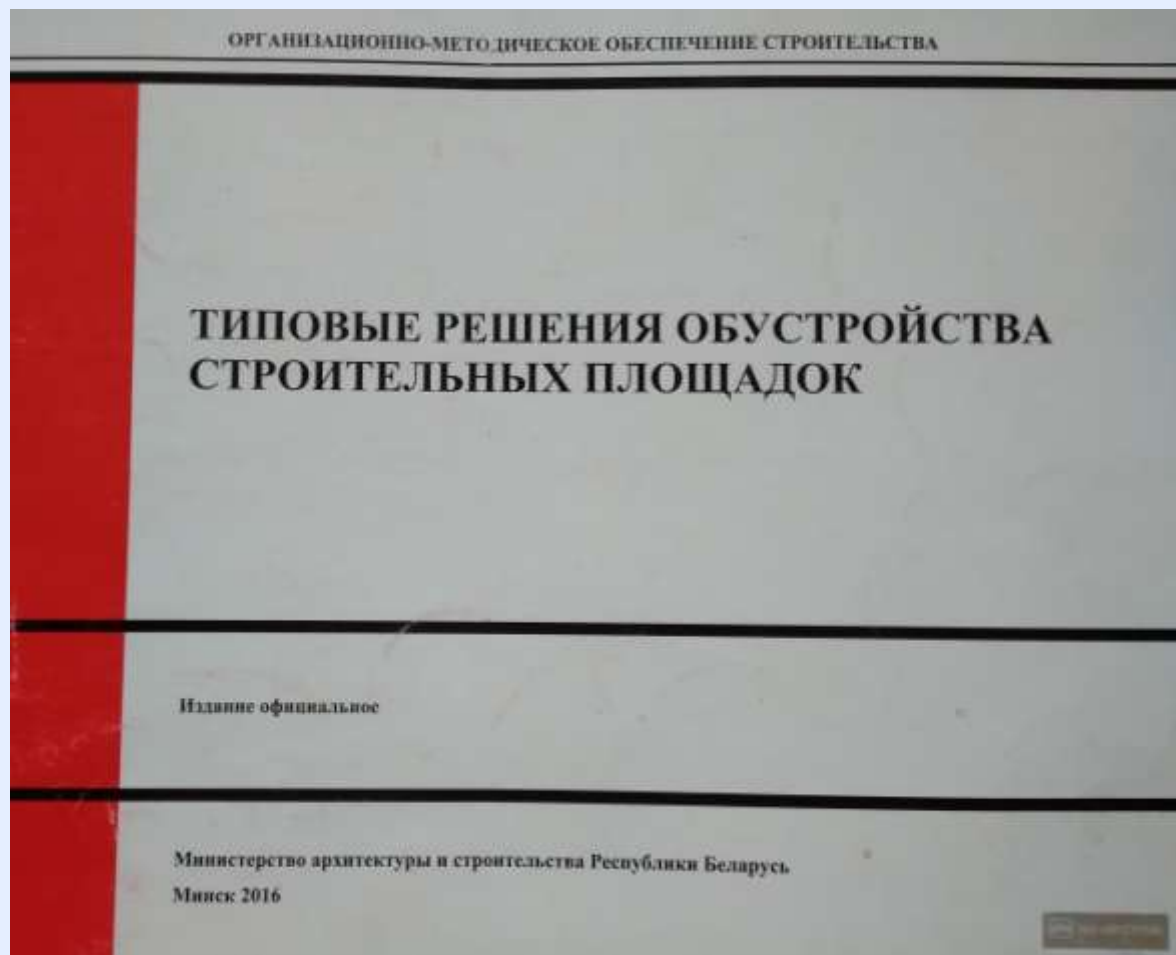 ОРГАНИЗАЦИОННО-МЕТОДИЧЕСКОЕ ОБЕСПЕЧЕНИЕ СТРОИТЕЛЬСТВА
ТИПОВЫЕ РЕШЕНИЯ ОБУСТРОЙСТВА
СТРОИТЕЛЬНЫХ ПЛОЩАДОК
Издание официальное
Министерство архитектуры и строительства Республики Беларусь
Минск 2016